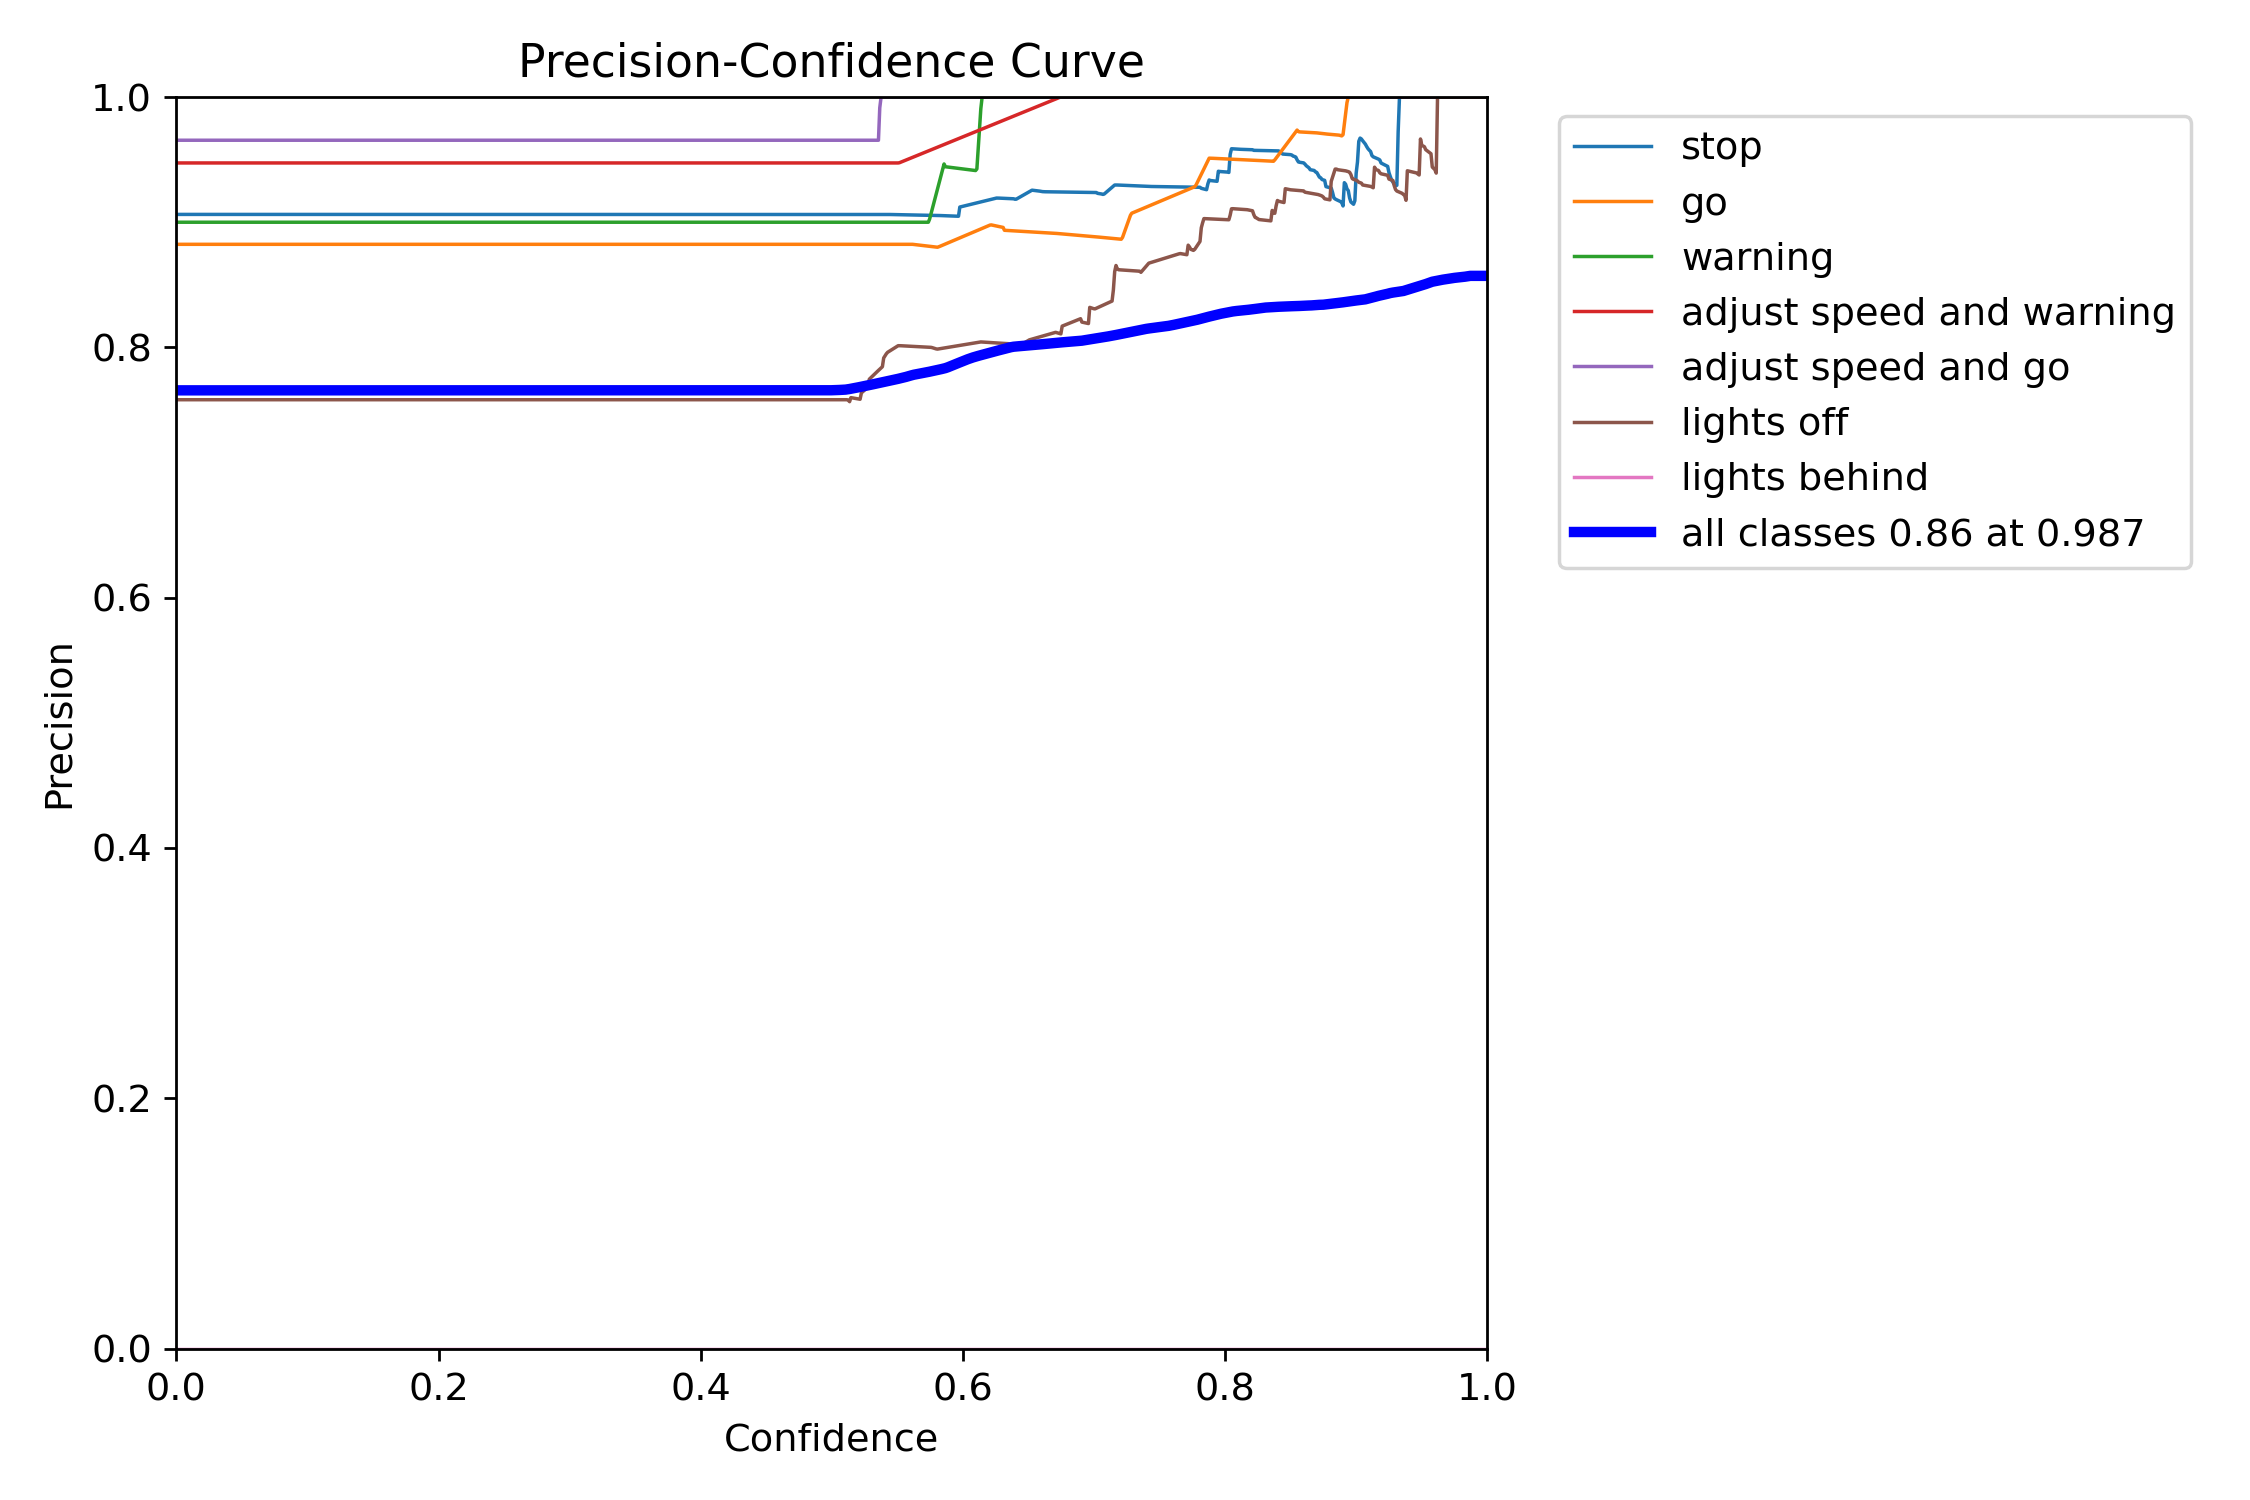 Precision-Confidence Curve
1.0
0.8
0.6
0.4
0.2
0.0
Precision
0.0 0.2 0.4 0.6 0.8 1.0
Confidence
stop
go
warning
adjust speed and warning
adjust speed and go
lights off
lights behind
all classes 0.86 at 0.987